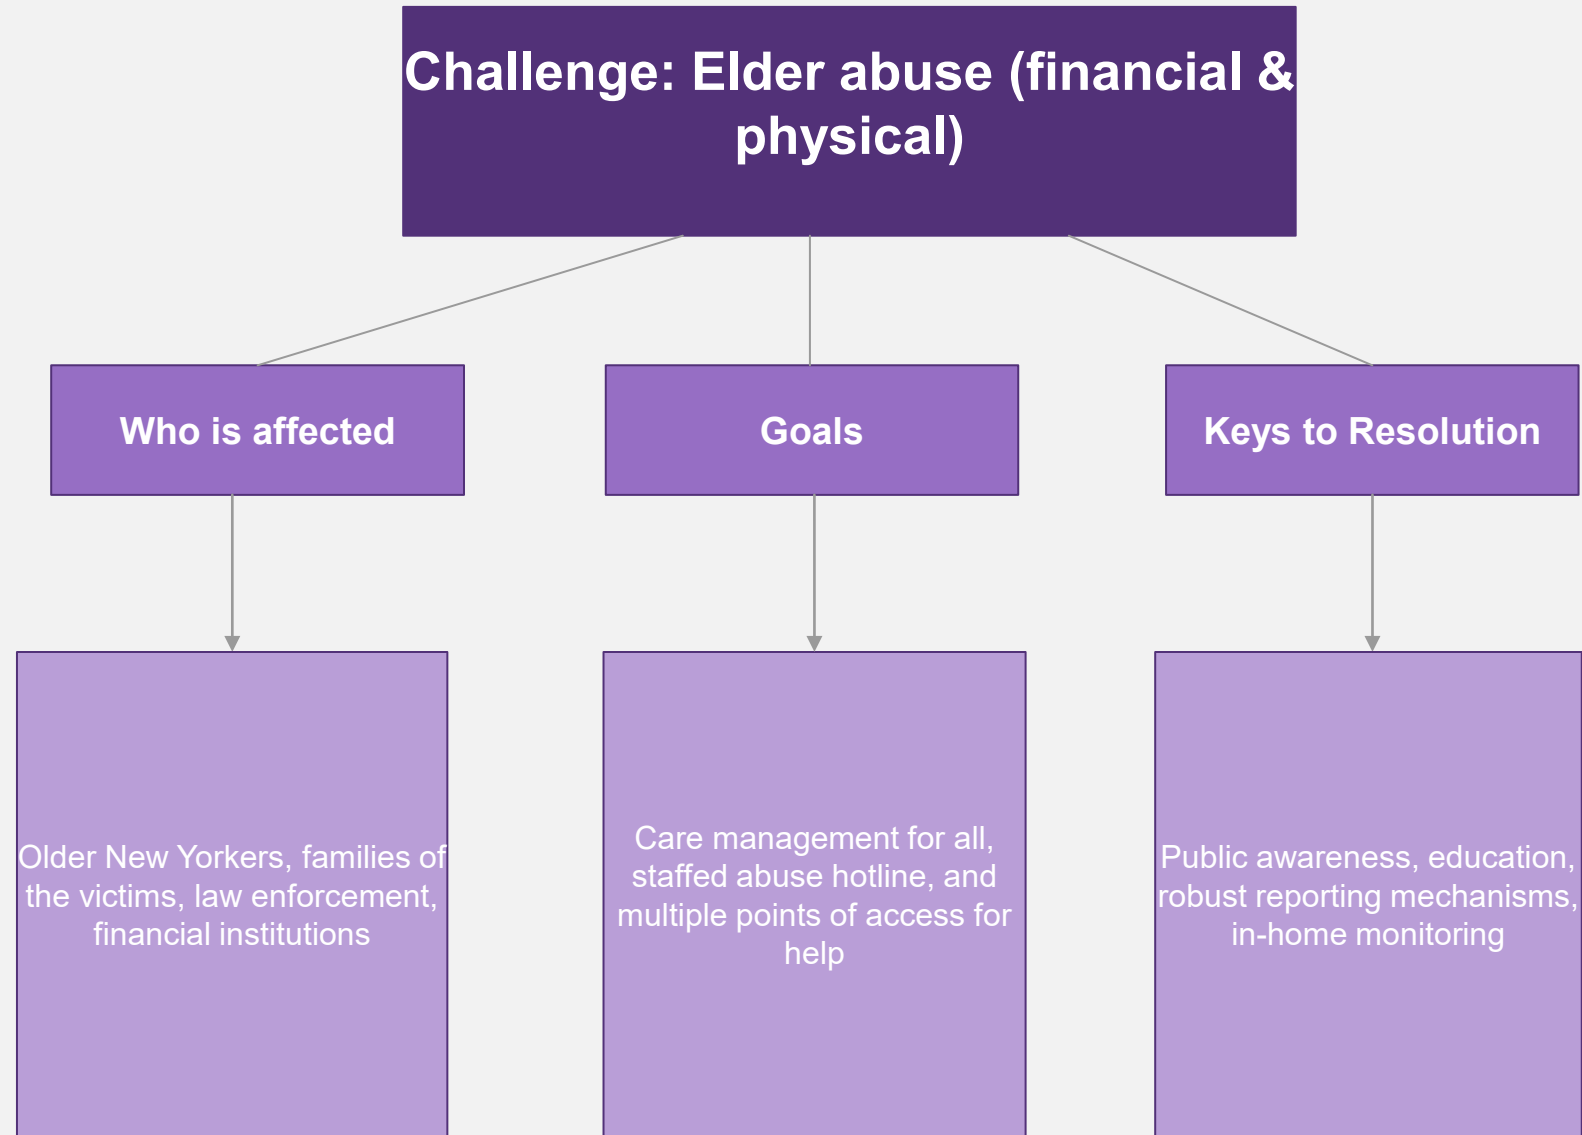 Challenge: Elder abuse (financial &
physical)
Who is affected
Goals
Keys to Resolution
Older New Yorkers, families of
the victims, law enforcement,
financial institutions
Care management for all,
staffed abuse hotline, and
multiple points of access for
help
Public awareness, education,
robust reporting mechanisms,
in-home monitoring